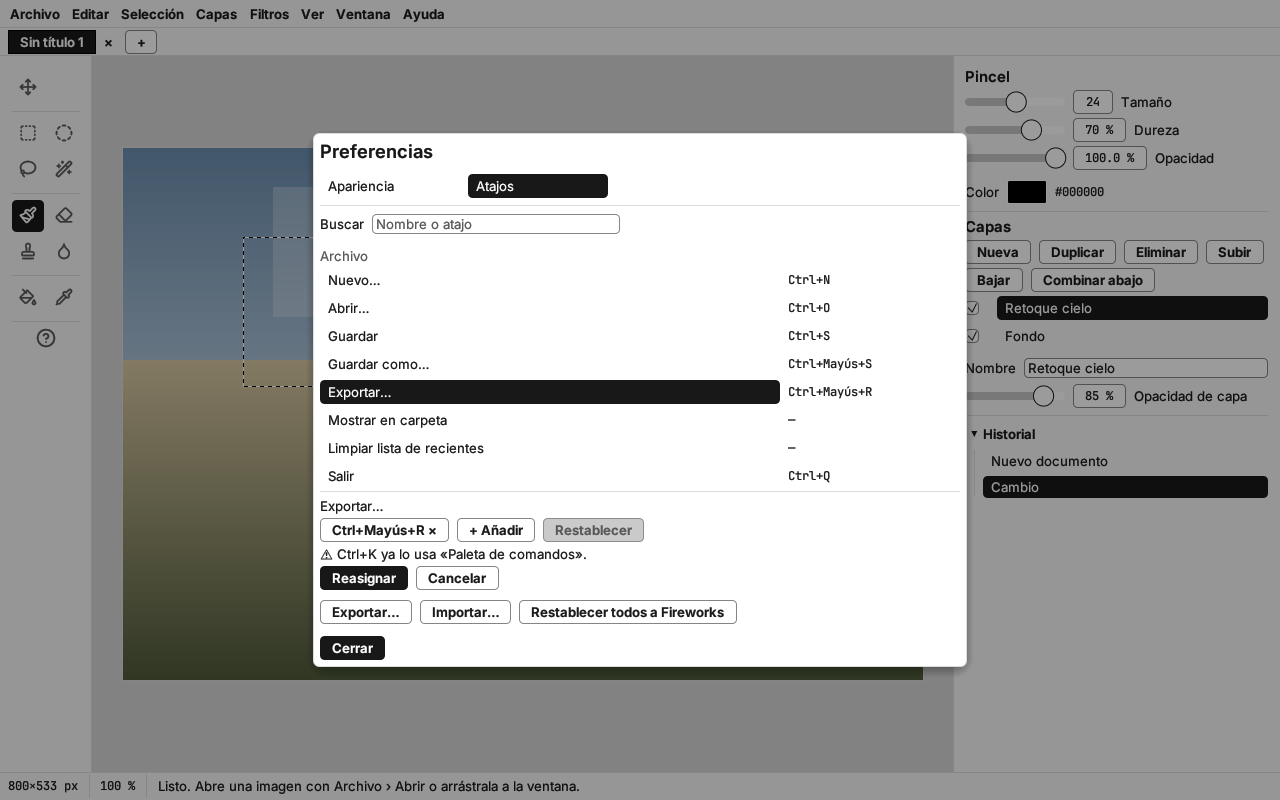 Archivo Editar Selección Capas Filtros Ver Ventana Ayuda
Sin título 1 × +
Pincel
24 Tamaño
70 % Dureza
100.0 % Opacidad
Color #000000
Capas
Nueva Duplicar Eliminar Subir
Bajar Combinar abajo
Retoque cielo
Fondo
Nombre Retoque cielo
85 % Opacidad de capa
▼ Historial
Nuevo documento
Cambio
Preferencias
Apariencia Atajos
Buscar Nombre o atajo
Archivo
Nuevo... Ctrl+N
Abrir... Ctrl+O
Guardar Ctrl+S
Guardar como... Ctrl+Mayús+S
Exportar... Ctrl+Mayús+R
Mostrar en carpeta —
Limpiar lista de recientes —
Salir Ctrl+Q
Exportar...
Ctrl+Mayús+R × + Añadir Restablecer
⚠ Ctrl+K ya lo usa «Paleta de comandos».
Reasignar Cancelar
Exportar... Importar... Restablecer todos a Fireworks
Cerrar
800×533 px 100 % Listo. Abre una imagen con Archivo › Abrir o arrástrala a la ventana.